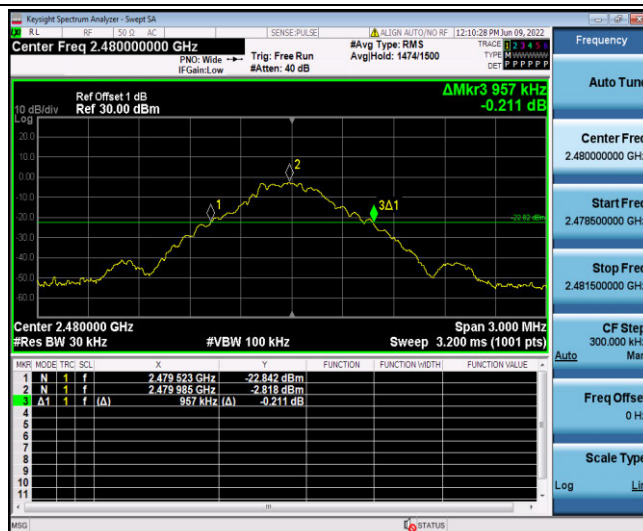 Keysight Spectrum Analyzer - Swept SA
RL RF 50 Ω AC SENSE:PULSE ALIGN AUTO/NO RF 12:10:28 PM Jun 09, 2022
Center Freq 2.480000000 GHz
PNO: Wide
IFGain:Low
Trig: Free Run
#Atten: 40 dB
#Avg Type: RMS
Avg|Hold: 1474/1500
TRACE 1 2 3 4 5 6
TYPE M W W W W W
DET P P P P P P
ΔMkr3 957 kHz
-0.211 dB
Ref Offset 1 dB
Ref 30.00 dBm
10 dB/div
Log
20.0
10.0
0.00
-10.0
-20.0
-30.0
-40.0
-50.0
-60.0
1
2
3Δ1
-22.82 dBm
Center 2.480000 GHz Span 3.000 MHz
#Res BW 30 kHz #VBW 100 kHz Sweep 3.200 ms (1001 pts)
MKR MODE TRC SCL X Y FUNCTION FUNCTION WIDTH FUNCTION VALUE
1 N 1 f 2.479 523 GHz -22.842 dBm
2 N 1 f 2.479 985 GHz -2.818 dBm
3 Δ1 1 f (Δ) 957 kHz (Δ) -0.211 dB
4
5
6
7
8
9
10
11
MSG STATUS
Frequency
Auto Tune
Center Freq
2.480000000 GHz
Start Freq
2.478500000 GHz
Stop Freq
2.481500000 GHz
CF Step
300.000 kHz
Auto Man
Freq Offset
0 Hz
Scale Type
Log Lin